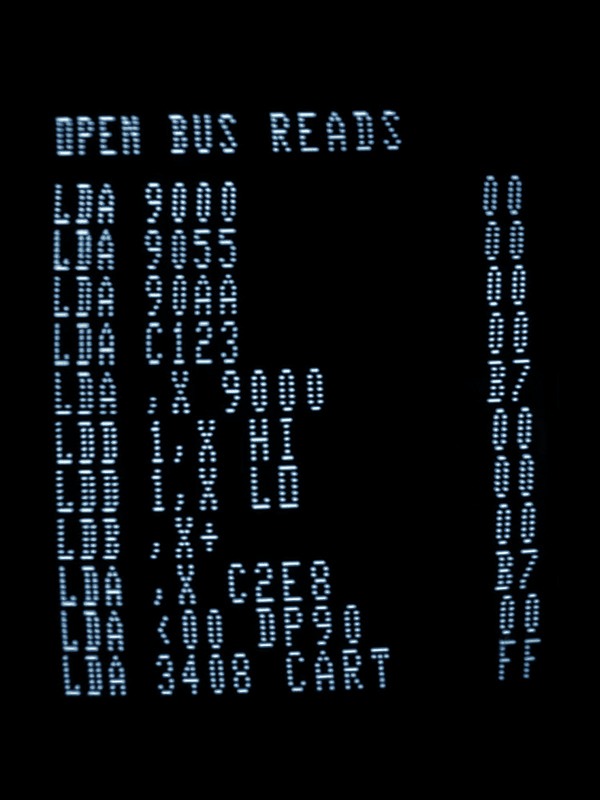 OPEN BUS READS
LDA 9000 00
LDA 9055 00
LDA 90AA 00
LDA C123 00
LDA ,X 9000 B7
LDD 1,X HI 00
LDD 1,X LO 00
LDD ,X+ 00
LDA ,X C2E8 B7
LDA <00 DP90 00
LDA 3408 CART FF